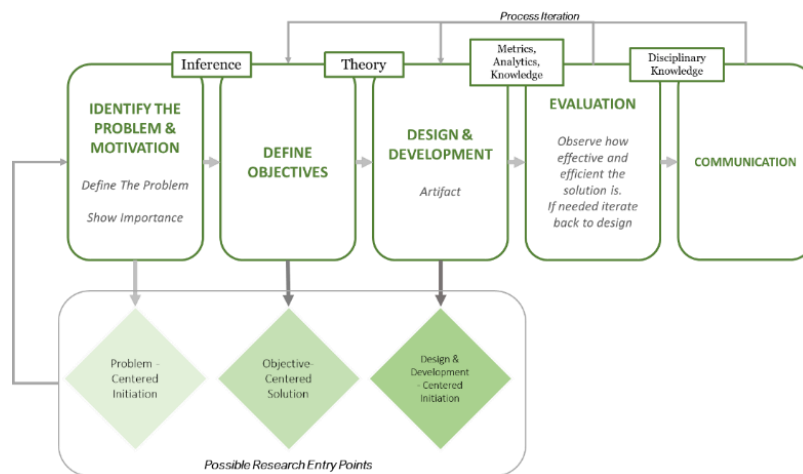 Process Iteration
Inference
Theory
Metrics,
Analytics,
Knowledge
Disciplinary
Knowledge
IDENTIFY THE
PROBLEM &
MOTIVATION
Define The Problem
Show Importance
DEFINE
OBJECTIVES
DESIGN &
DEVELOPMENT
Artifact
EVALUATION
Observe how
effective and
efficient the
solution is.
If needed iterate
back to design
COMMUNICATION
Problem -
Centered
Initiation
Objective-
Centered
Solution
Design &
Development
- Centered
Initiation
Possible Research Entry Points